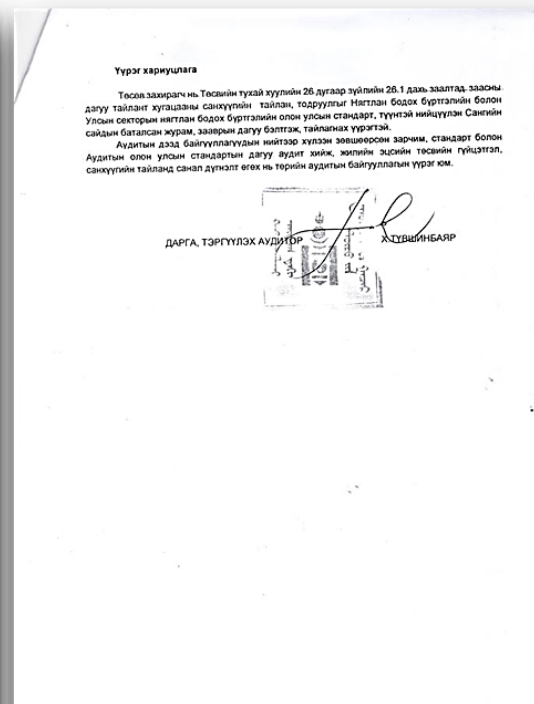 Үүрэг хариуцлага
Төсөв захирагч нь Төсвийн тухай хуулийн 26 дугаар зүйлийн 26.1 дахь заалтад заасны
дагуу тайлант хугацааны санхүүгийн тайлан, тодруулгыг Нягтлан бодох бүртгэлийн болон
Улсын секторын нягтлан бодох бүртгэлийн олон улсын стандарт, түүнтэй нийцүүлэн Сангийн
сайдын баталсан журам, зааврын дагуу бэлтгэж, тайлагнах үүрэгтэй.
Аудитын дээд байгууллагуудын нийтээр хүлээн зөвшөөрсөн зарчим, стандарт болон
Аудитын олон улсын стандартын дагуу аудит хийж, жилийн эцсийн төсвийн гүйцэтгэл,
санхүүгийн тайланд санал дүгнэлт өгөх нь төрийн аудитын байгууллагын үүрэг юм.
ДАРГА, ТЭРГҮҮЛЭХ АУДИТОР Х.ТҮВШИНБАЯР